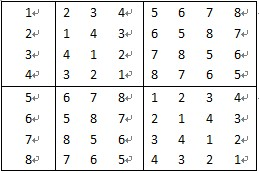 1 2 3 4 5 6 7 8
2 1 4 3 6 5 8 7
3 4 1 2 7 8 5 6
4 3 2 1 8 7 6 5
5 6 7 8 1 2 3 4
6 5 8 7 2 1 4 3
7 8 5 6 3 4 1 2
8 7 6 5 4 3 2 1